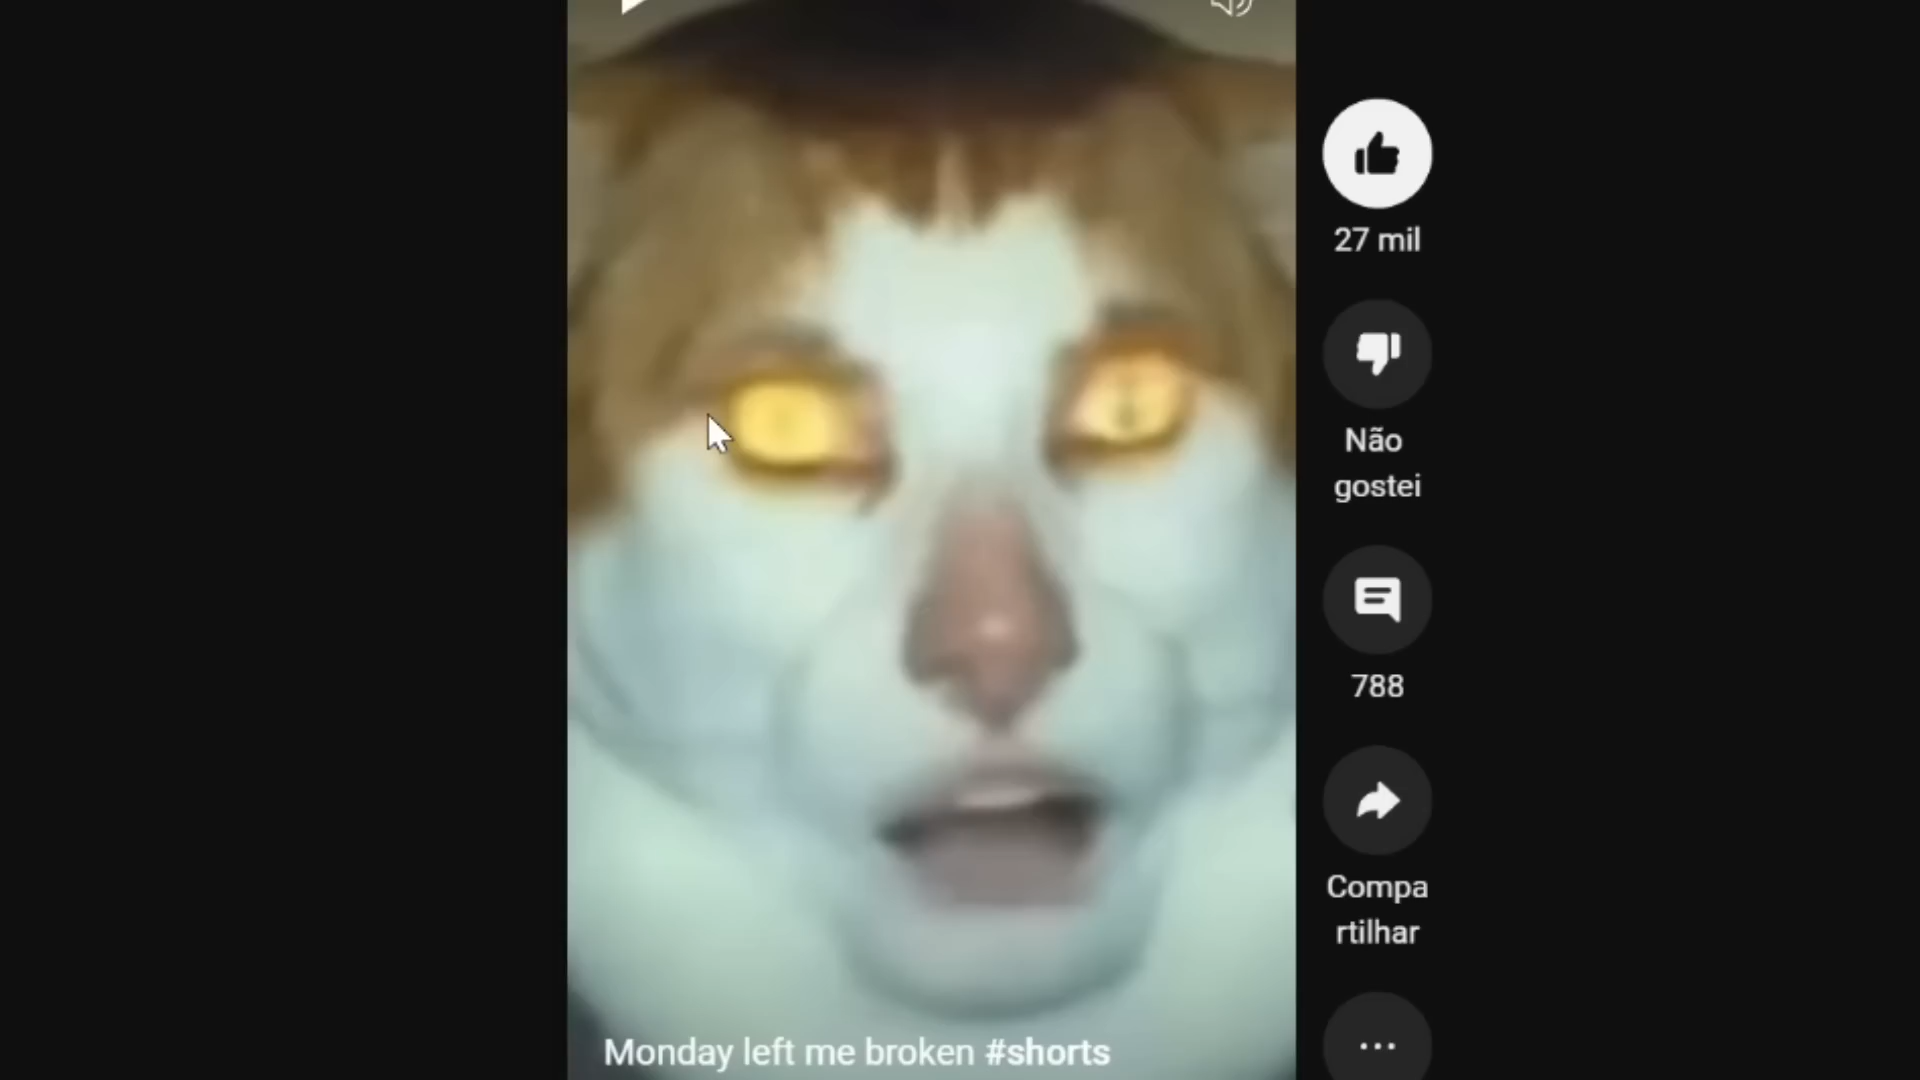 27 mil
Não
gostei
788
Compa
rtilhar
Monday left me broken #shorts